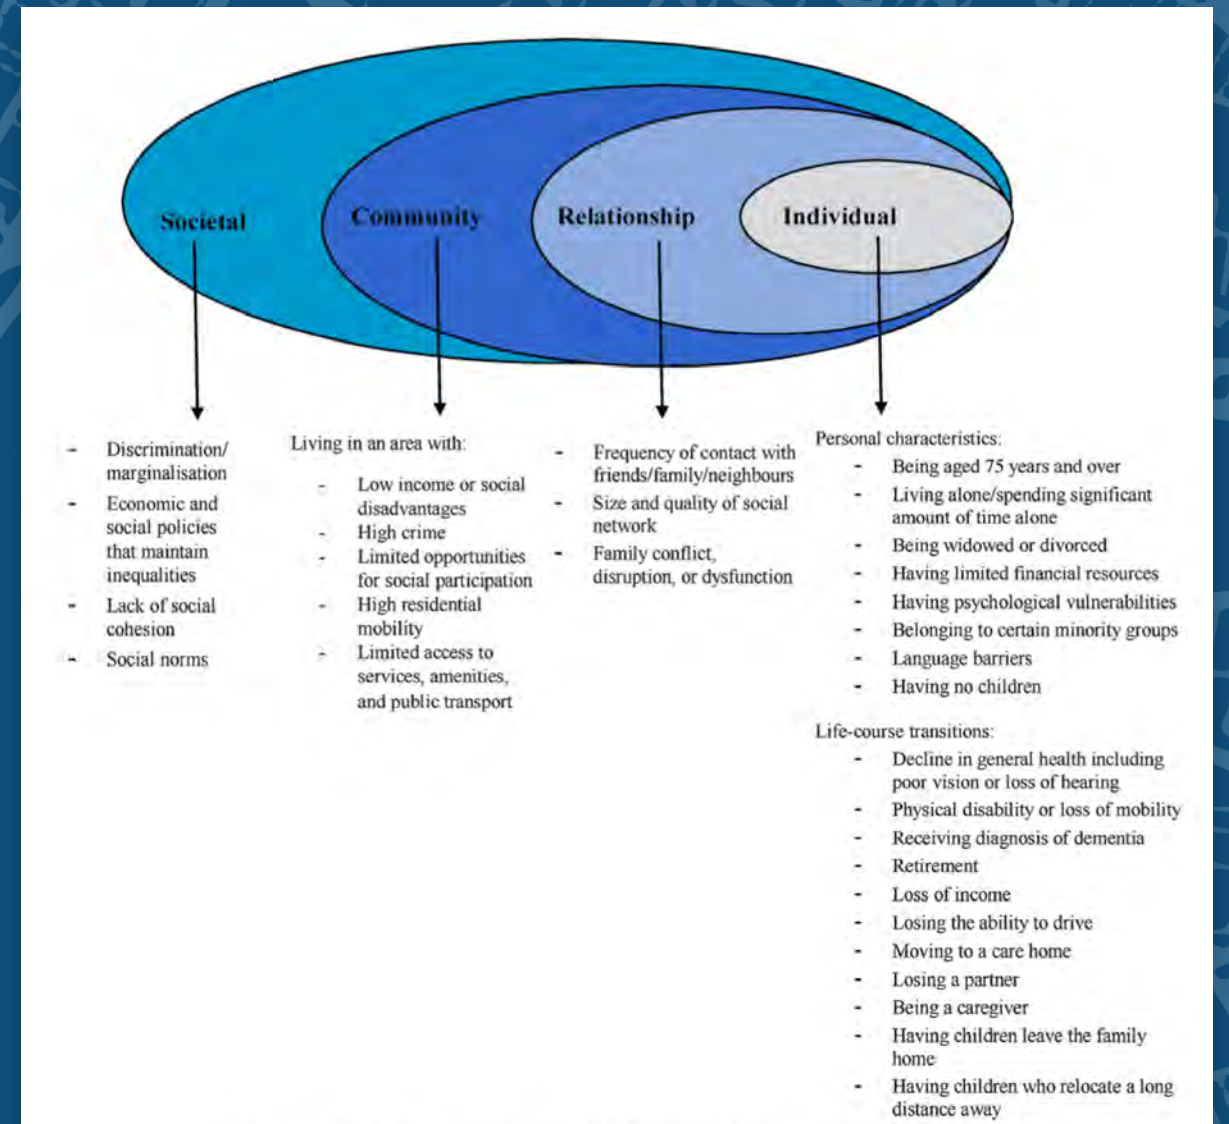 Societal
Community
Relationship
Individual
- Discrimination/
marginalisation
- Economic and
social policies
that maintain
inequalities
- Lack of social
cohesion
- Social norms
Living in an area with:
- Low income or social
disadvantages
- High crime
- Limited opportunities
for social participation
- High residential
mobility
- Limited access to
services, amenities,
and public transport
- Frequency of contact with
friends/family/neighbours
- Size and quality of social
network
- Family conflict,
disruption, or dysfunction
Personal characteristics:
- Being aged 75 years and over
- Living alone/spending significant
amount of time alone
- Being widowed or divorced
- Having limited financial resources
- Having psychological vulnerabilities
- Belonging to certain minority groups
- Language barriers
- Having no children
Life-course transitions:
- Decline in general health including
poor vision or loss of hearing
- Physical disability or loss of mobility
- Receiving diagnosis of dementia
- Retirement
- Loss of income
- Losing the ability to drive
- Moving to a care home
- Losing a partner
- Being a caregiver
- Having children leave the family
home
- Having children who relocate a long
distance away